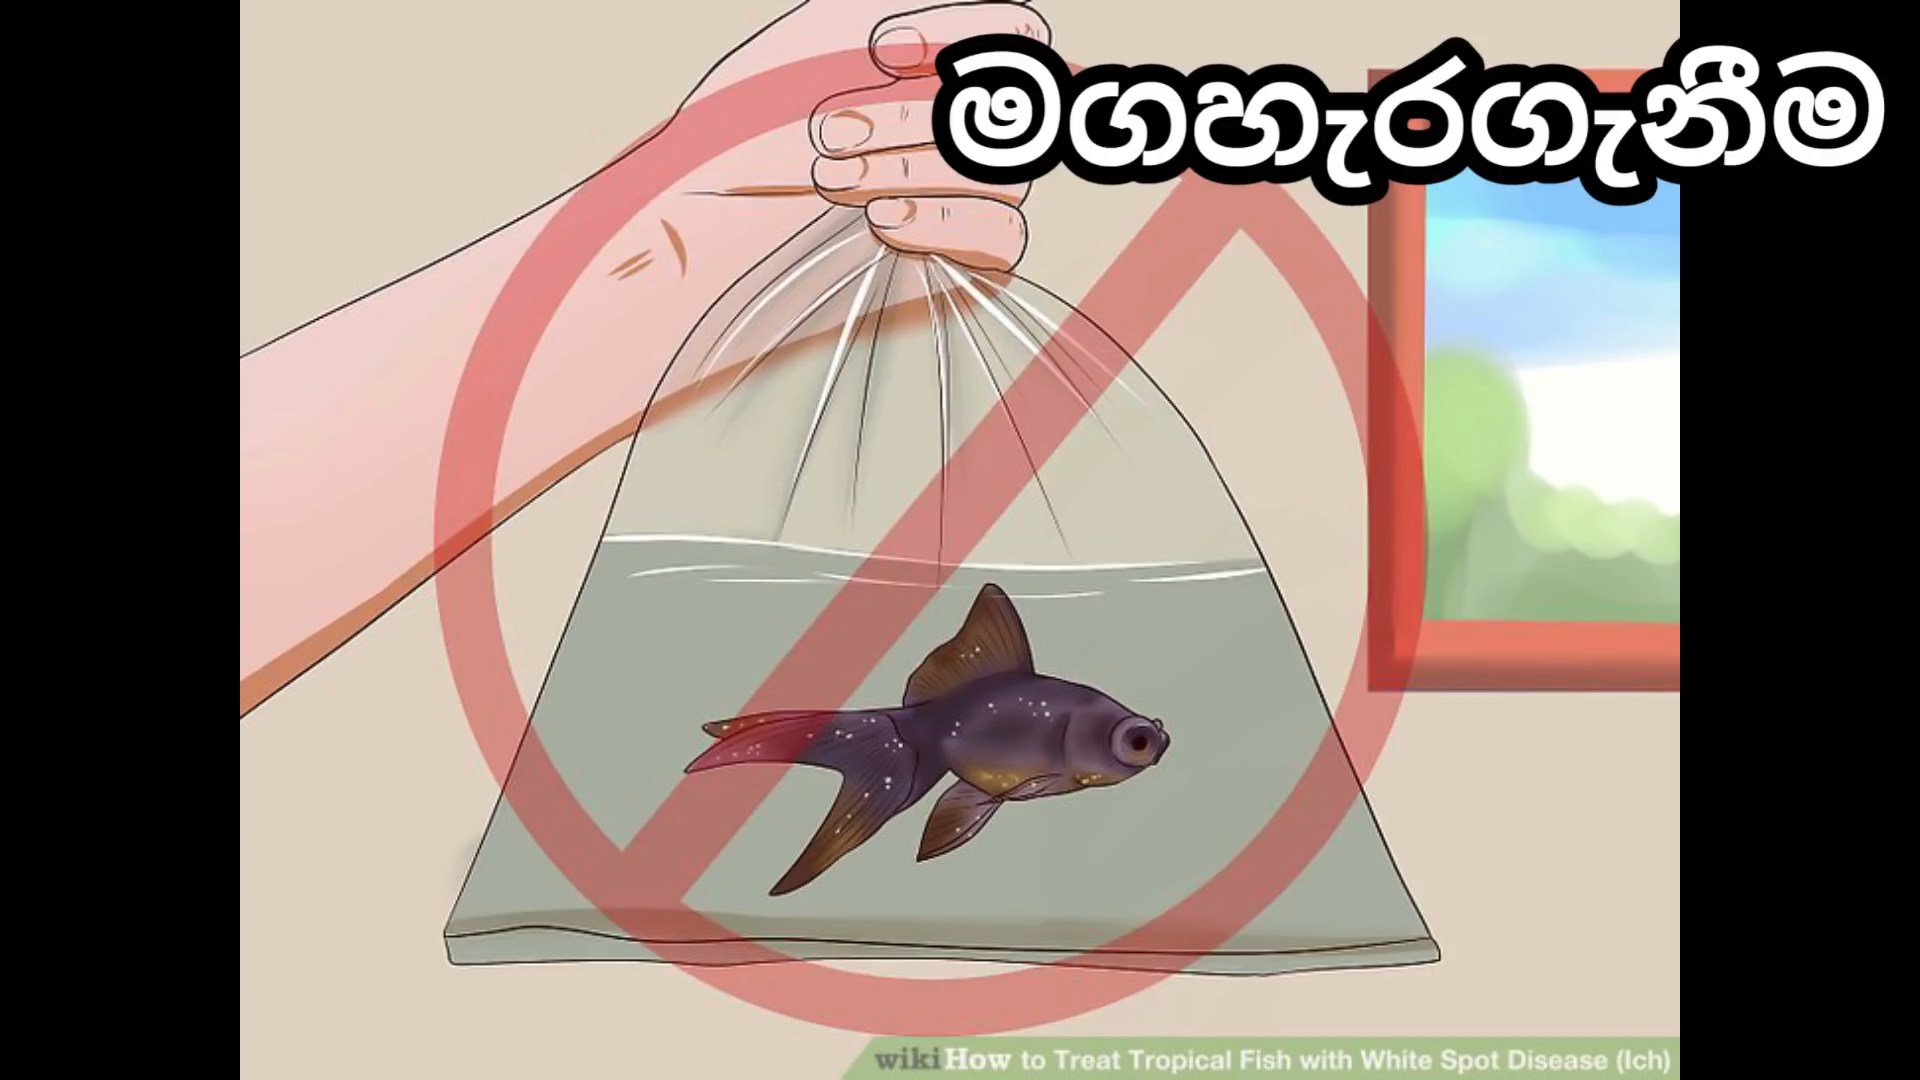 මගහැරගැනීම
wikiHow to Treat Tropical Fish with White Spot Disease (Ich)